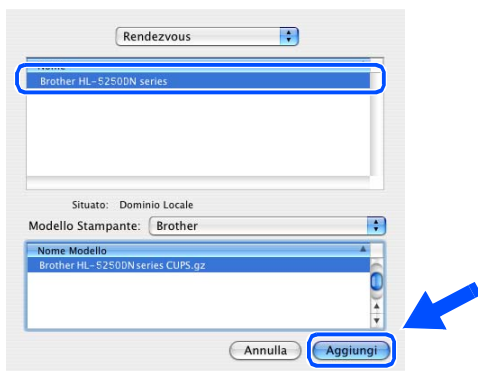 Rendezvous
Nome
Brother HL-5250DN series
Situato: Dominio Locale
Modello Stampante: Brother
Nome Modello
Brother HL-5250DN series CUPS.gz
Annulla Aggiungi